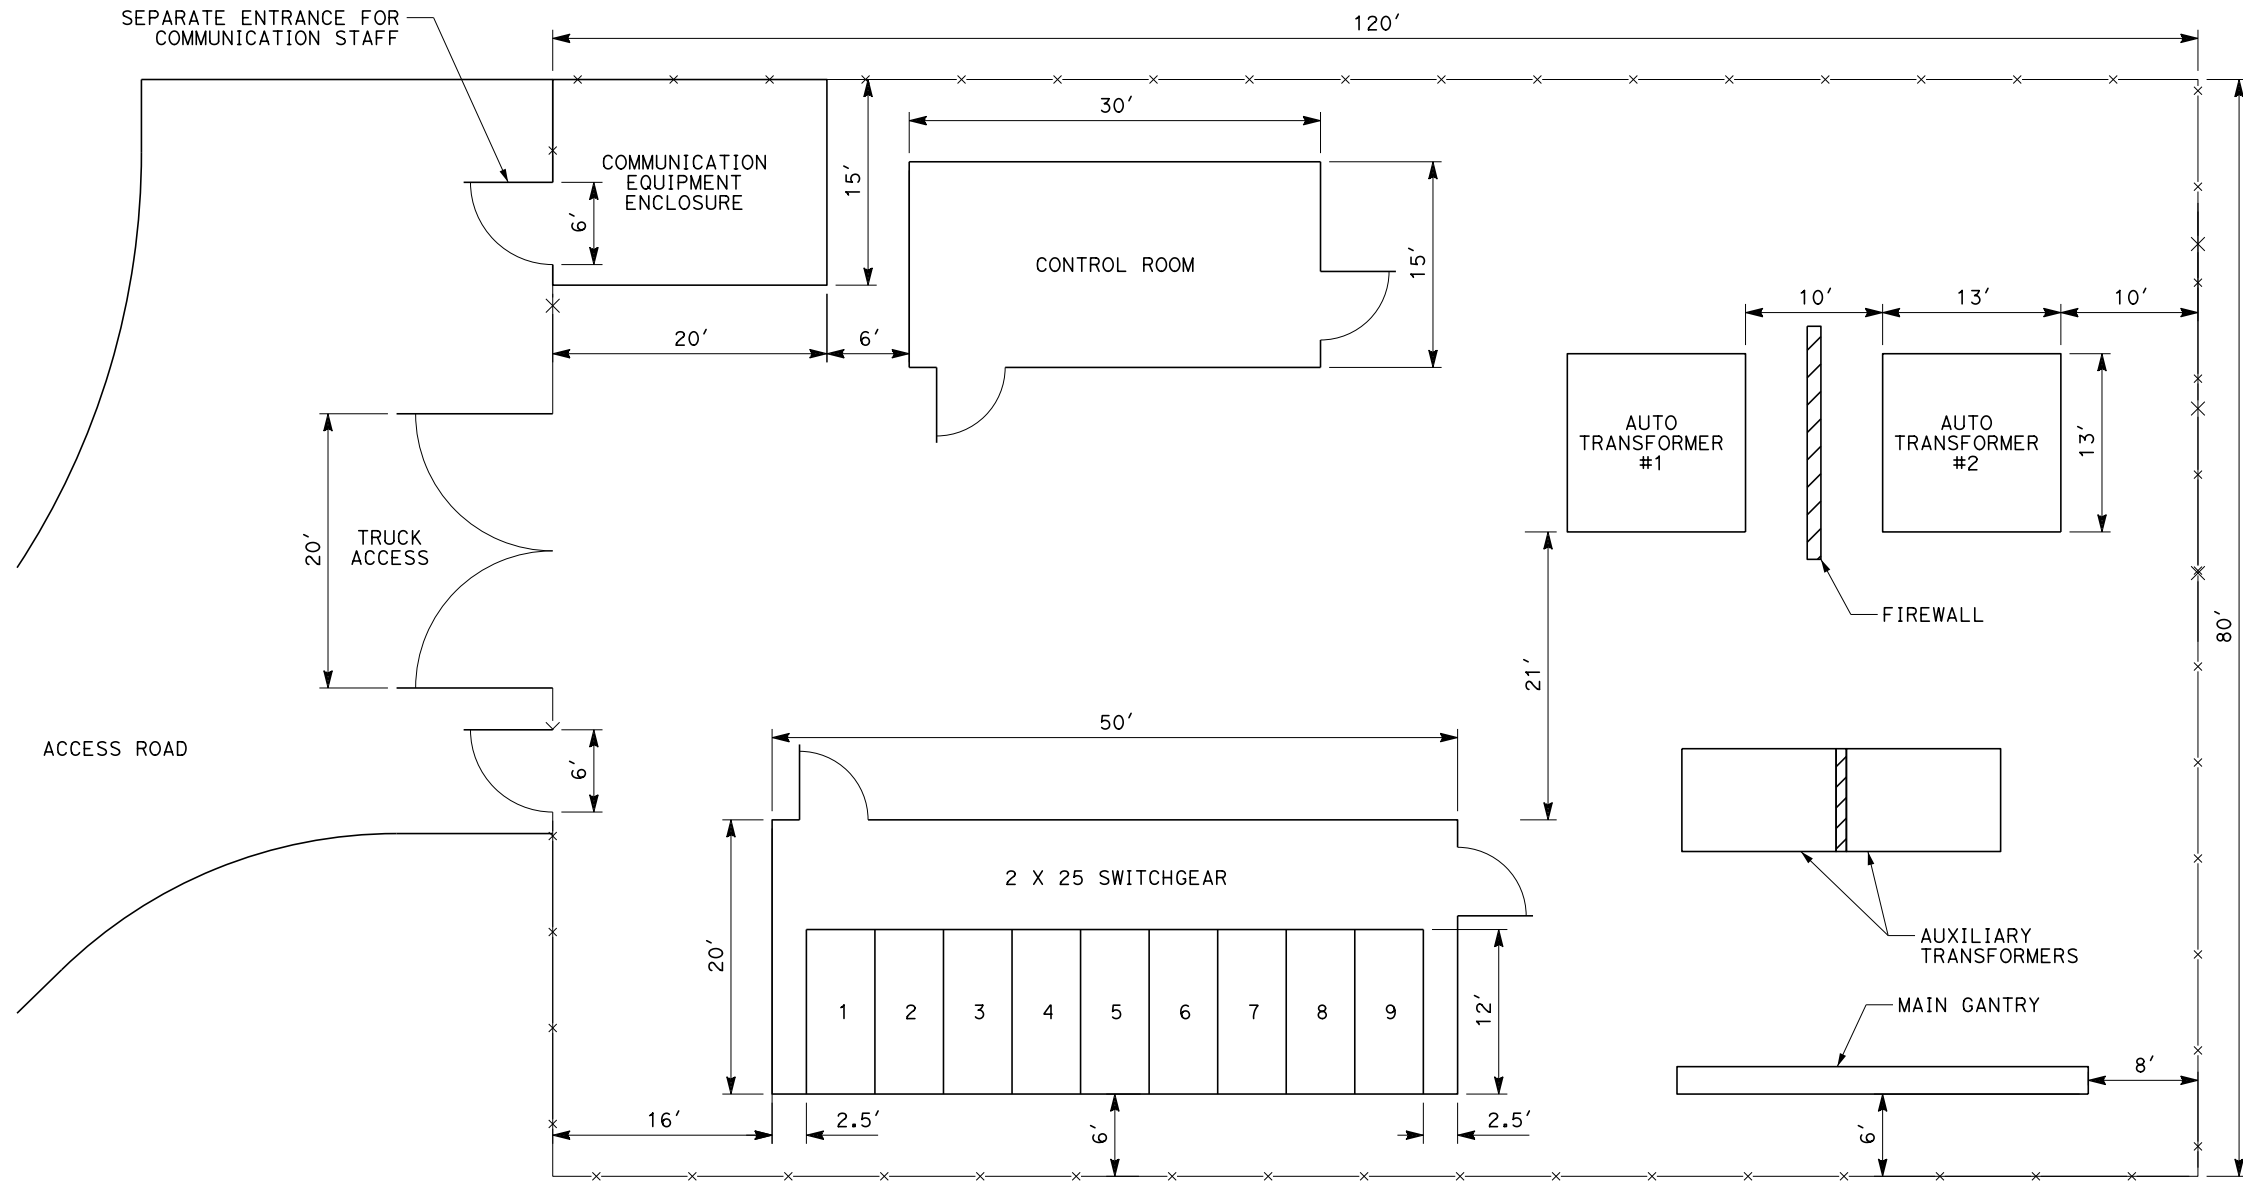 SEPARATE ENTRANCE FOR
COMMUNICATION STAFF
120′
30′
COMMUNICATION
EQUIPMENT
ENCLOSURE
15′
6′
CONTROL ROOM
15′
20′
6′
10′
13′
10′
AUTO
TRANSFORMER
#1
AUTO
TRANSFORMER
#2
13′
20′
TRUCK
ACCESS
FIREWALL
80′
21′
ACCESS ROAD
6′
50′
2 X 25 SWITCHGEAR
20′
1 2 3 4 5 6 7 8 9
12′
AUXILIARY
TRANSFORMERS
MAIN GANTRY
8′
16′
2.5′
6′
2.5′
6′